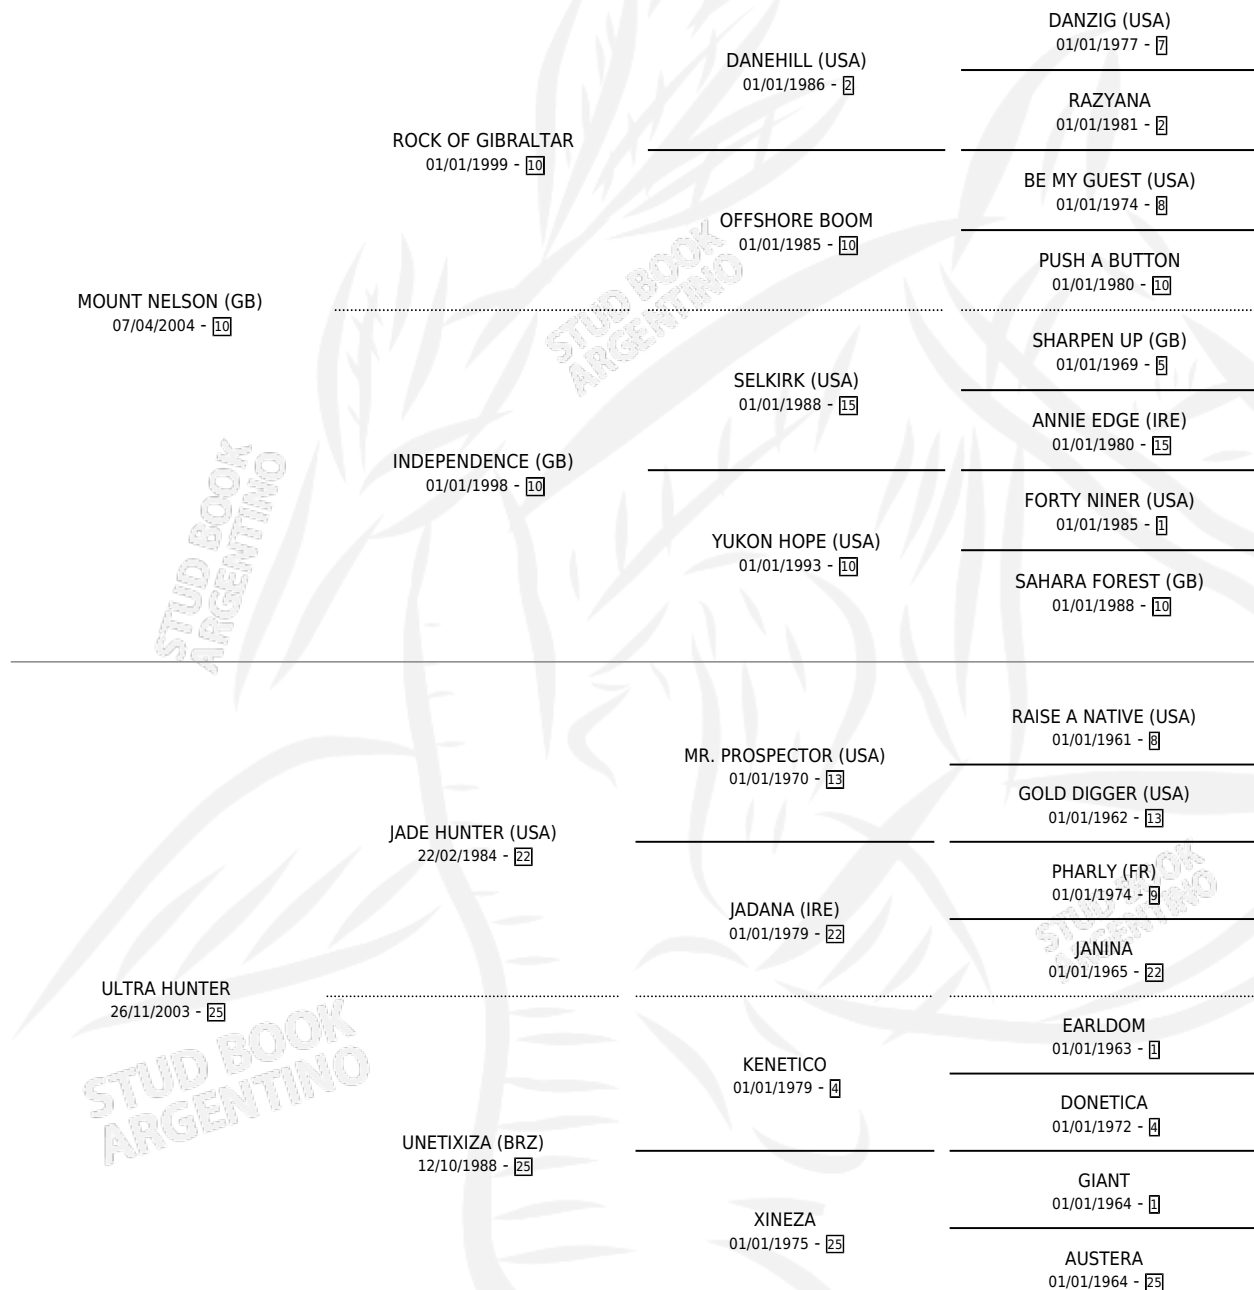 DANZIG (USA)
01/01/1977 - 7
DANEHILL (USA)
01/01/1986 - 2
RAZYANA
01/01/1981 - 2
ROCK OF GIBRALTAR
01/01/1999 - 10
BE MY GUEST (USA)
01/01/1974 - 8
OFFSHORE BOOM
01/01/1985 - 10
PUSH A BUTTON
01/01/1980 - 10
MOUNT NELSON (GB)
07/04/2004 - 10
STUD BOOK
ARGENTINO
SHARPEN UP (GB)
01/01/1969 - 5
SELKIRK (USA)
01/01/1988 - 15
ANNIE EDGE (IRE)
01/01/1980 - 15
INDEPENDENCE (GB)
01/01/1998 - 10
FORTY NINER (USA)
01/01/1985 - 1
YUKON HOPE (USA)
01/01/1993 - 10
SAHARA FOREST (GB)
01/01/1988 - 10
STUD BOOK
ARGENTINO
RAISE A NATIVE (USA)
01/01/1961 - 8
MR. PROSPECTOR (USA)
01/01/1970 - 13
GOLD DIGGER (USA)
01/01/1962 - 13
JADE HUNTER (USA)
22/02/1984 - 22
PHARLY (FR)
01/01/1974 - 9
JADANA (IRE)
01/01/1979 - 22
STUD BOOK
ARGENTINO
JANINA
01/01/1965 - 22
ULTRA HUNTER
26/11/2003 - 25
EARLDOM
01/01/1963 - 1
KENETICO
01/01/1979 - 4
DONETICA
01/01/1972 - 4
STUD BOOK
ARGENTINO
UNETIXIZA (BRZ)
12/10/1988 - 25
GIANT
01/01/1964 - 1
XINEZA
01/01/1975 - 25
AUSTERA
01/01/1964 - 25